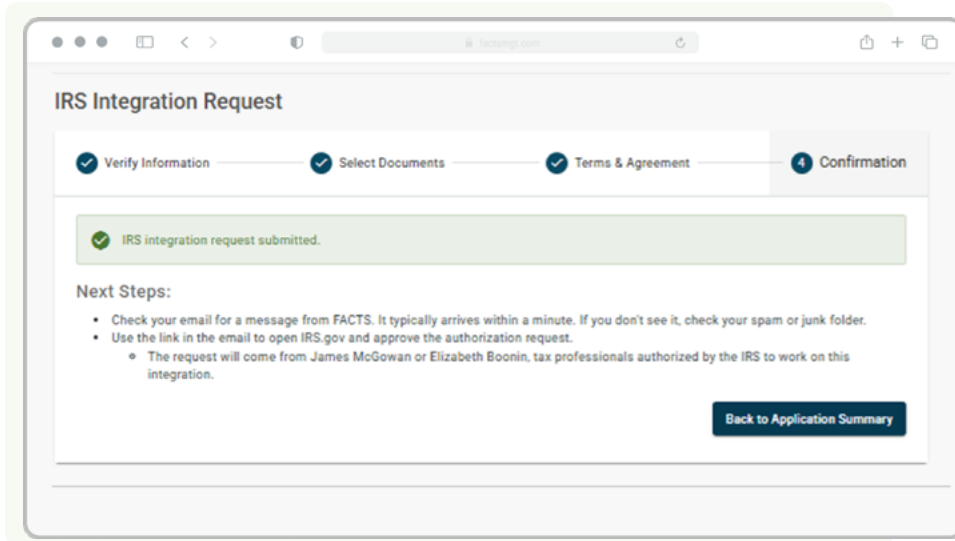 factsmgt.com
IRS Integration Request
Verify Information
Select Documents
Terms & Agreement
4 Confirmation
IRS integration request submitted.
Next Steps:
• Check your email for a message from FACTS. It typically arrives within a minute. If you don't see it, check your spam or junk folder.
• Use the link in the email to open IRS.gov and approve the authorization request.
The request will come from James McGowan or Elizabeth Boonin, tax professionals authorized by the IRS to work on this
integration.
Back to Application Summary